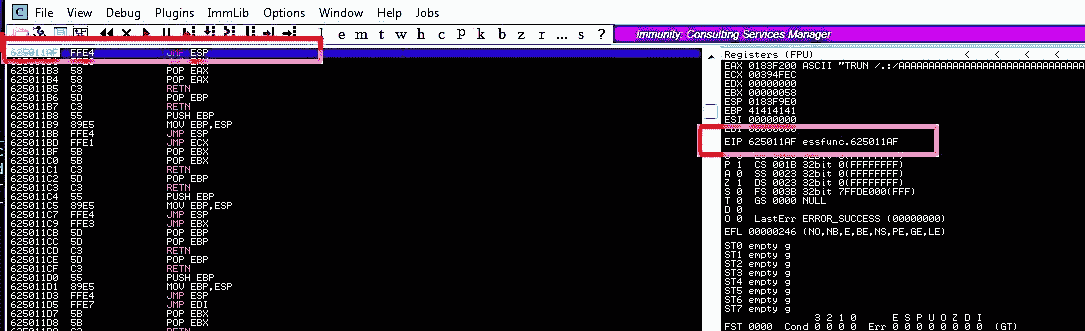 C File View Debug Plugins ImmLib Options Window Help Jobs
l e m t w h c P k b z r ... s ?
Immunity: Consulting Services Manager
625011AF FFE4 JMP ESP
625011B3 58 POP EAX
625011B4 58 POP EAX
625011B5 C3 RETN
625011B6 5D POP EBP
625011B7 C3 RETN
625011B8 55 PUSH EBP
625011B9 89E5 MOV EBP,ESP
625011BB FFE4 JMP ESP
625011BD FFE1 JMP ECX
625011BF 5B POP EBX
625011C0 5B POP EBX
625011C1 C3 RETN
625011C2 5D POP EBP
625011C3 C3 RETN
625011C4 55 PUSH EBP
625011C5 89E5 MOV EBP,ESP
625011C7 FFE4 JMP ESP
625011C9 FFE3 JMP EBX
625011CB 5D POP EBP
625011CC 5D POP EBP
625011CD C3 RETN
625011CE 5D POP EBP
625011CF C3 RETN
625011D0 55 PUSH EBP
625011D1 89E5 MOV EBP,ESP
625011D3 FFE4 JMP ESP
625011D5 FFE7 JMP EDI
625011D7 5B POP EBX
625011D8 5B POP EBX
Registers (FPU) < < < <
EAX 0183F200 ASCII "TRUN /.:/AAAAAAAAAAAAAAAAAAAAAAAAAAAAA
ECX 00394FEC
EDX 00000000
EBX 00000058
ESP 0183F9E0
EBP 41414141
ESI 00000000
EDI 00000000
EIP 625011AF essfunc.625011AF
P 1 CS 001B 32bit 0(FFFFFFFF)
A 0 SS 0023 32bit 0(FFFFFFFF)
Z 1 DS 0023 32bit 0(FFFFFFFF)
S 0 FS 003B 32bit 7FFDE000(FFF)
T 0 GS 0000 NULL
D 0
O 0 LastErr ERROR_SUCCESS (00000000)
EFL 00000246 (NO,NB,E,BE,NS,PE,GE,LE)
ST0 empty g
ST1 empty g
ST2 empty g
ST3 empty g
ST4 empty g
ST5 empty g
ST6 empty g
ST7 empty g
3 2 1 0 E S P U O Z D I
FST 0000 Cond 0 0 0 0 Err 0 0 0 0 0 0 0 0 (GT)